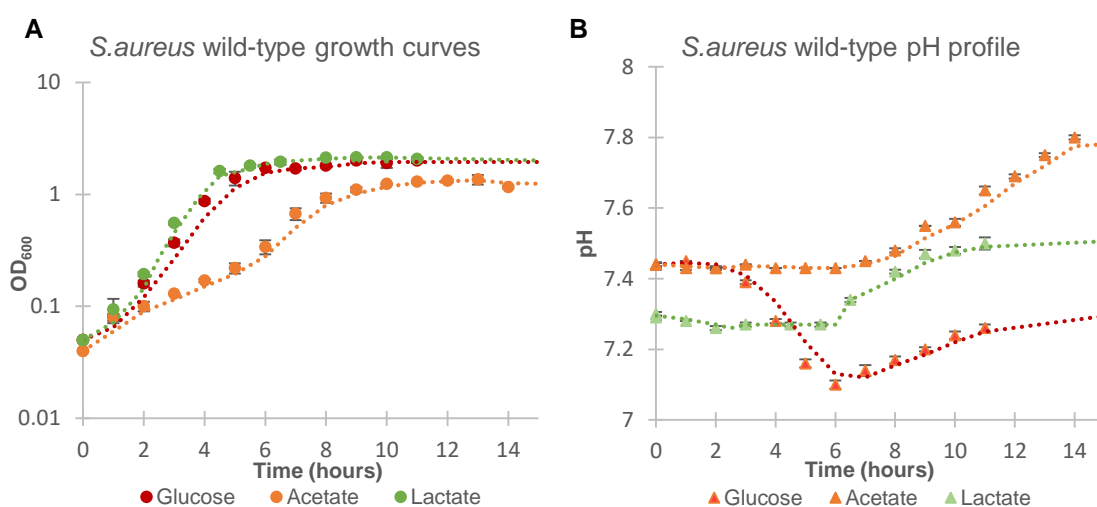 A
S.aureus wild-type growth curves
10
1
0.1
0.01
OD600
0 2 4 6 8 10 12 14
Time (hours)
Glucose Acetate Lactate
B
S.aureus wild-type pH profile
8
7.8
7.6
7.4
7.2
7
pH
0 2 4 6 8 10 12 14
Time (hours)
Glucose Acetate Lactate